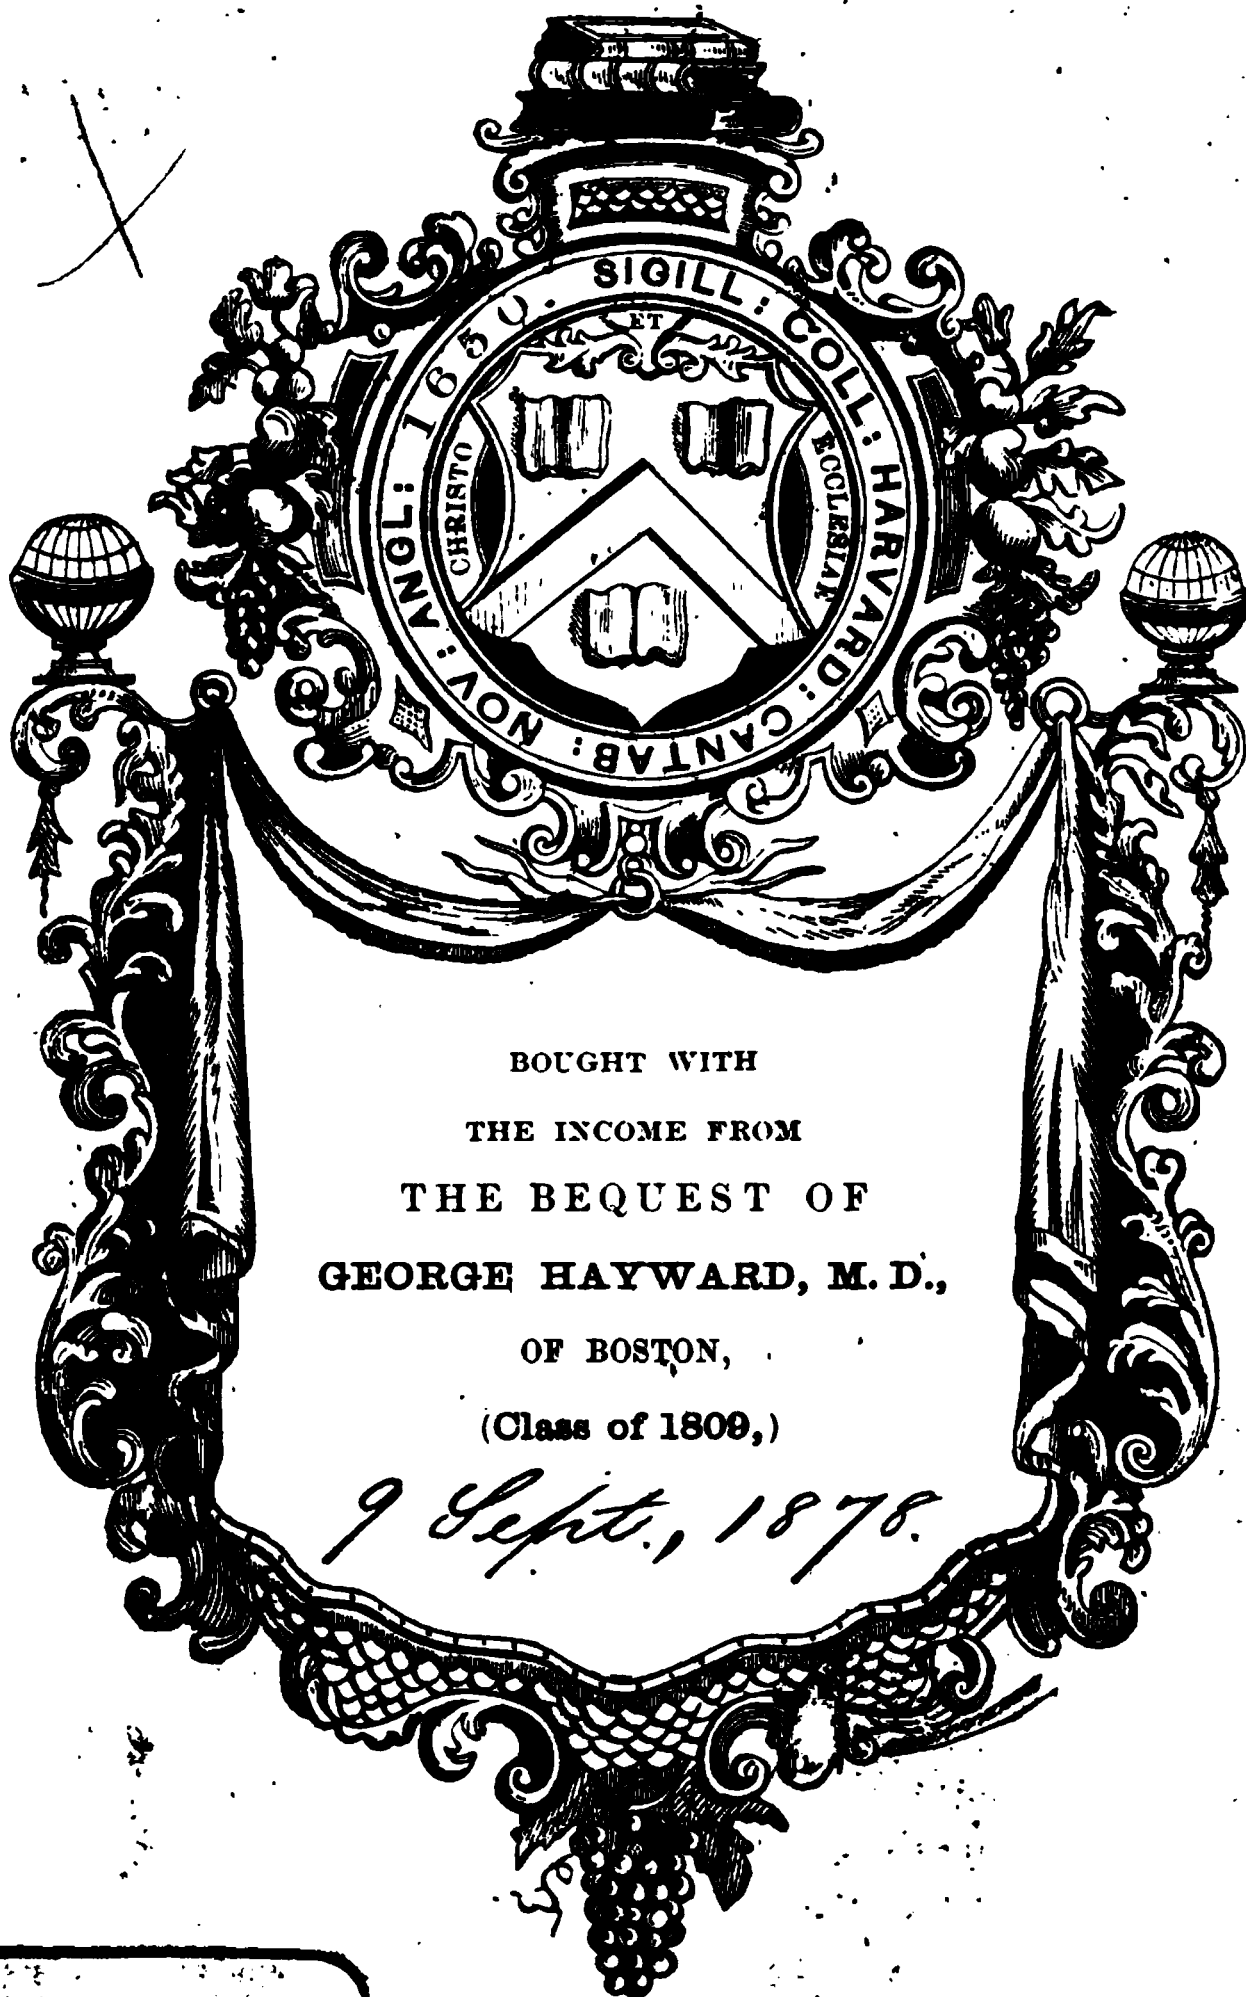 SIGILL: COLL: HARVARD: CANTAB: NOV: ANGL: 1650.
CHRISTO
ET
ECCLESIAE
BOUGHT WITH
THE INCOME FROM
THE BEQUEST OF
GEORGE HAYWARD, M. D.,
OF BOSTON,
(Class of 1809,)
9 Sept., 1878.